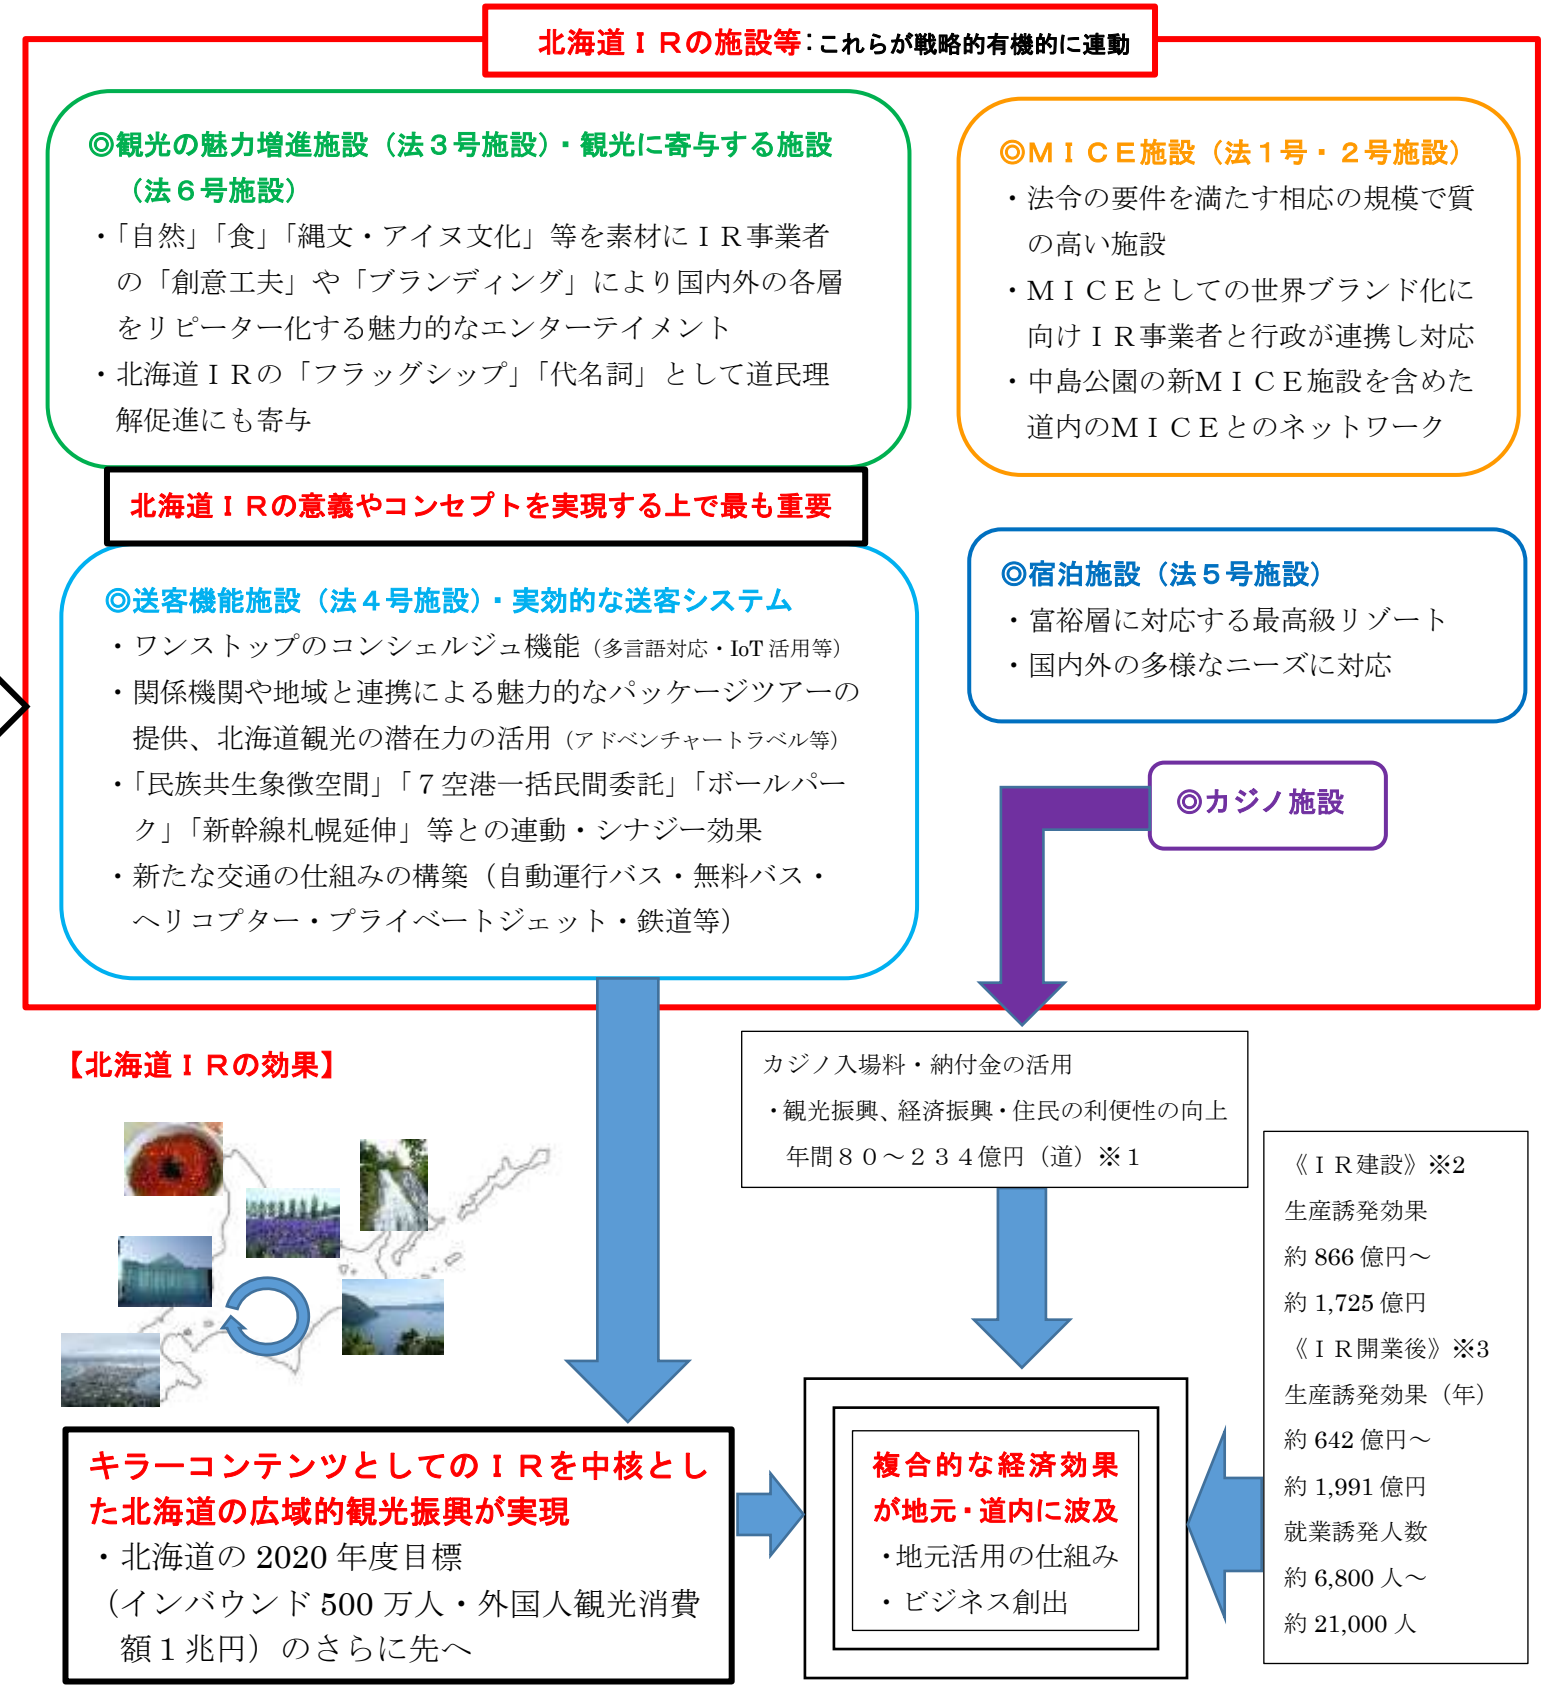 北海道ＩＲの施設等:これらが戦略的有機的に連動
◎観光の魅力増進施設（法３号施設）・観光に寄与する施設
（法６号施設）
・「自然」「食」「縄文・アイヌ文化」等を素材にＩＲ事業者
の「創意工夫」や「ブランディング」により国内外の各層
をリピーター化する魅力的なエンターテイメント
・北海道ＩＲの「フラッグシップ」「代名詞」として道民理
解促進にも寄与
北海道ＩＲの意義やコンセプトを実現する上で最も重要
◎送客機能施設（法４号施設）・実効的な送客システム
・ワンストップのコンシェルジュ機能（多言語対応・IoT 活用等）
・関係機関や地域と連携による魅力的なパッケージツアーの
提供、北海道観光の潜在力の活用（アドベンチャートラベル等）
・「民族共生象徴空間」「７空港一括民間委託」「ボールパー
ク」「新幹線札幌延伸」等との連動・シナジー効果
・新たな交通の仕組みの構築（自動運行バス・無料バス・
ヘリコプター・プライベートジェット・鉄道等）
◎ＭＩＣＥ施設（法１号・２号施設）
・法令の要件を満たす相応の規模で質
の高い施設
・ＭＩＣＥとしての世界ブランド化に
向けＩＲ事業者と行政が連携し対応
・中島公園の新ＭＩＣＥ施設を含めた
道内のＭＩＣＥとのネットワーク
◎宿泊施設（法５号施設）
・富裕層に対応する最高級リゾート
・国内外の多様なニーズに対応
◎カジノ施設
【北海道ＩＲの効果】
カジノ入場料・納付金の活用
・観光振興、経済振興・住民の利便性の向上
年間８０～２３４億円（道）※１
《ＩＲ建設》※2
生産誘発効果
約 866 億円～
約 1,725 億円
《ＩＲ開業後》※3
生産誘発効果（年）
約 642 億円～
約 1,991 億円
就業誘発人数
約 6,800 人～
約 21,000 人
キラーコンテンツとしてのＩＲを中核とし
た北海道の広域的観光振興が実現
・北海道の 2020 年度目標
（インバウンド 500 万人・外国人観光消費
額１兆円）のさらに先へ
複合的な経済効果
が地元・道内に波及
・地元活用の仕組み
・ビジネス創出